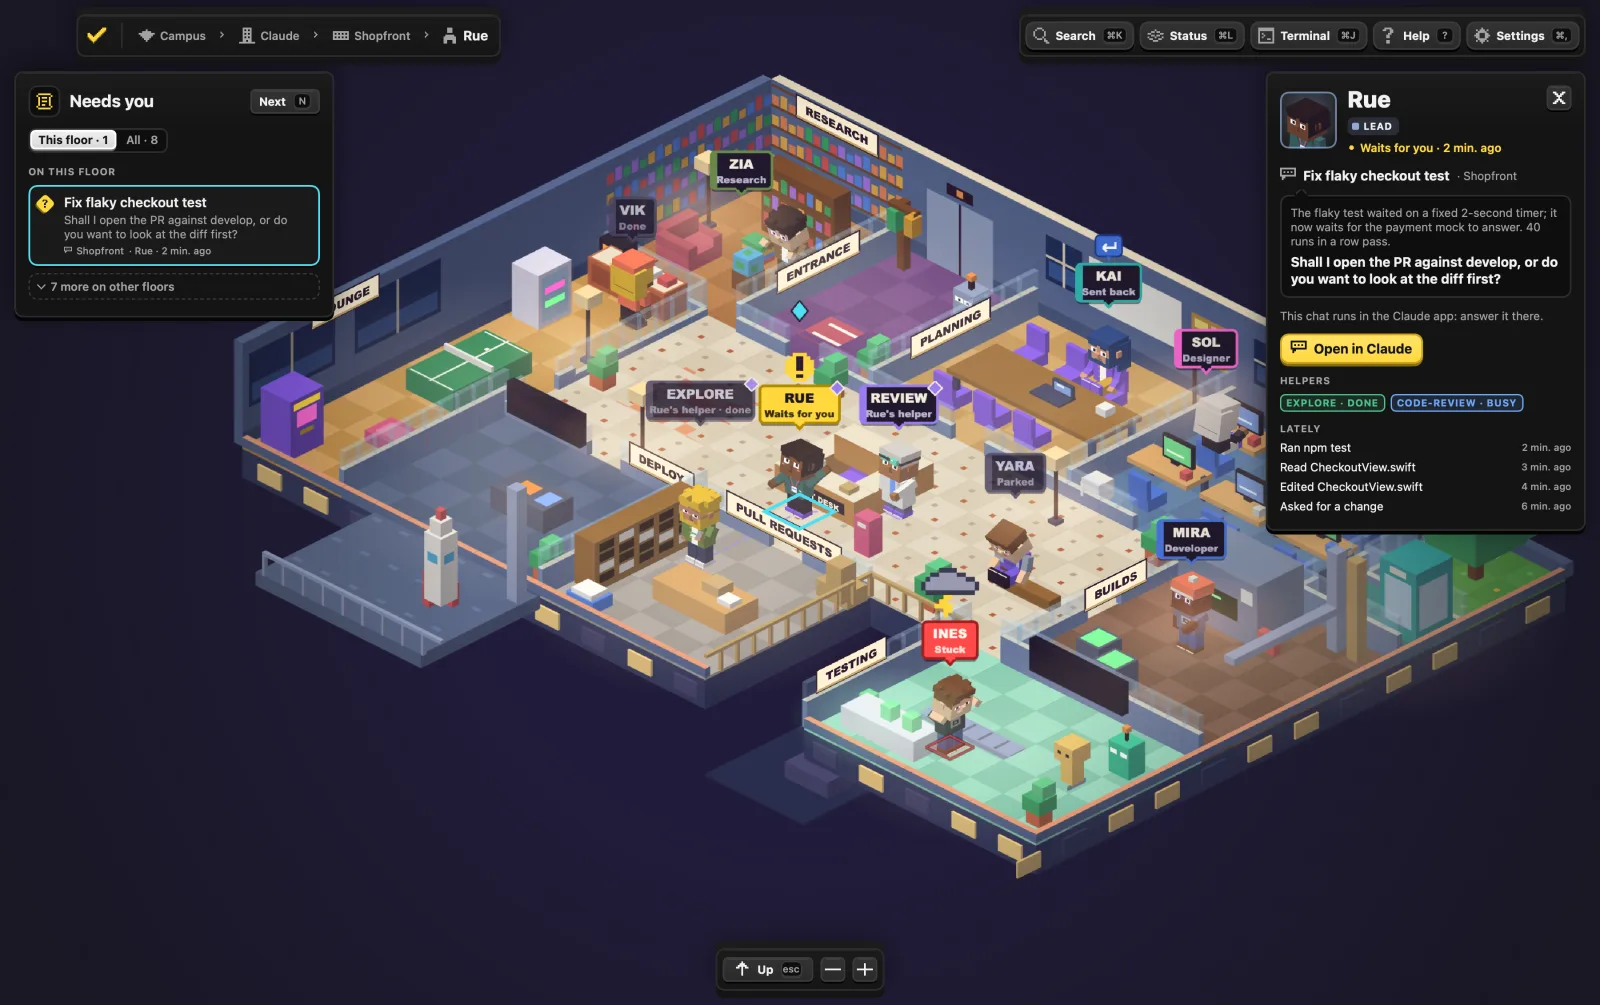 Campus
Claude
Shopfront
Rue
Search ⌘K
Status ⌘L
Terminal ⌘J
Help ?
Settings ⌘,
Needs you
Next N
This floor · 1
All · 8
ON THIS FLOOR
Fix flaky checkout test
Shall I open the PR against develop, or do
you want to look at the diff first?
Shopfront · Rue · 2 min. ago
7 more on other floors
RESEARCH
ZIA
Research
VIK
Done
ENTRANCE
KAI
Sent back
PLANNING
SOL
Designer
EXPLORE
Rue's helper · done
!
RUE
Waits for you
REVIEW
Rue's helper
DEPLOY
DESK
PULL REQUESTS
YARA
Parked
MIRA
Developer
BUILDS
INES
Stuck
TESTING
Rue
LEAD
• Waits for you · 2 min. ago
Fix flaky checkout test · Shopfront
The flaky test waited on a fixed 2-second timer; it
now waits for the payment mock to answer. 40
runs in a row pass.
Shall I open the PR against develop, or do
you want to look at the diff first?
This chat runs in the Claude app: answer it there.
Open in Claude
HELPERS
EXPLORE · DONE
CODE-REVIEW · BUSY
LATELY
Ran npm test 2 min. ago
Read CheckoutView.swift 3 min. ago
Edited CheckoutView.swift 4 min. ago
Asked for a change 6 min. ago
Up esc